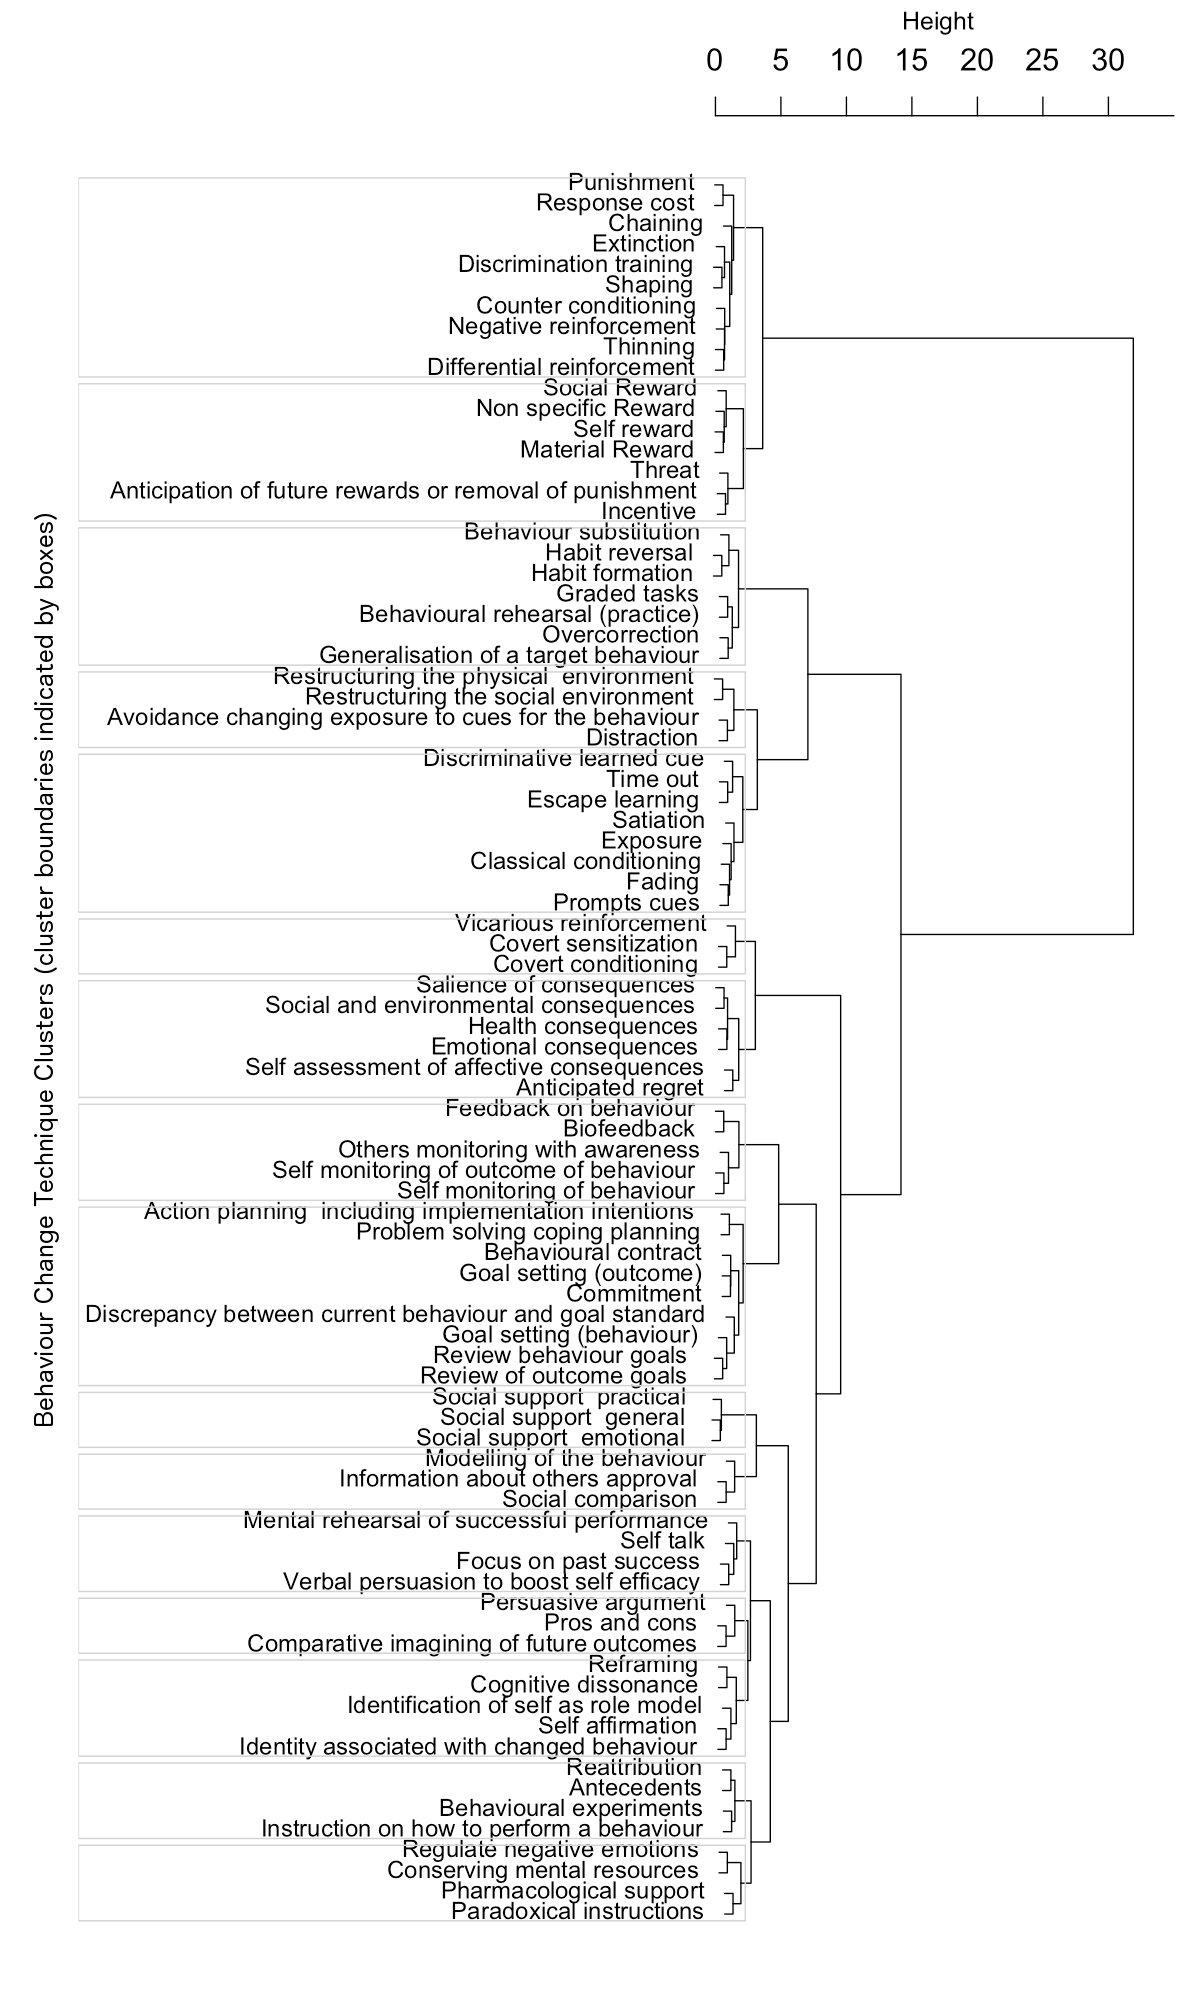 Height
0 5 10 15 20 25 30
Behaviour Change Technique Clusters (cluster boundaries indicated by boxes)
Punishment
Response cost
Chaining
Extinction
Discrimination training
Shaping
Counter conditioning
Negative reinforcement
Thinning
Differential reinforcement
Social Reward
Non specific Reward
Self reward
Material Reward
Threat
Anticipation of future rewards or removal of punishment
Incentive
Behaviour substitution
Habit reversal
Habit formation
Graded tasks
Behavioural rehearsal (practice)
Overcorrection
Generalisation of a target behaviour
Restructuring the physical  environment
Restructuring the social environment
Avoidance changing exposure to cues for the behaviour
Distraction
Discriminative learned cue
Time out
Escape learning
Satiation
Exposure
Classical conditioning
Fading
Prompts cues
Vicarious reinforcement
Covert sensitization
Covert conditioning
Salience of consequences
Social and environmental consequences
Health consequences
Emotional consequences
Self assessment of affective consequences
Anticipated regret
Feedback on behaviour
Biofeedback
Others monitoring with awareness
Self monitoring of outcome of behaviour
Self monitoring of behaviour
Action planning  including implementation intentions
Problem solving coping planning
Behavioural contract
Goal setting (outcome)
Commitment
Discrepancy between current behaviour and goal standard
Goal setting (behaviour)
Review behaviour goals
Review of outcome goals
Social support  practical
Social support  general
Social support  emotional
Modelling of the behaviour
Information about others approval
Social comparison
Mental rehearsal of successful performance
Self talk
Focus on past success
Verbal persuasion to boost self efficacy
Persuasive argument
Pros and cons
Comparative imagining of future outcomes
Reframing
Cognitive dissonance
Identification of self as role model
Self affirmation
Identity associated with changed behaviour
Reattribution
Antecedents
Behavioural experiments
Instruction on how to perform a behaviour
Regulate negative emotions
Conserving mental resources
Pharmacological support
Paradoxical instructions